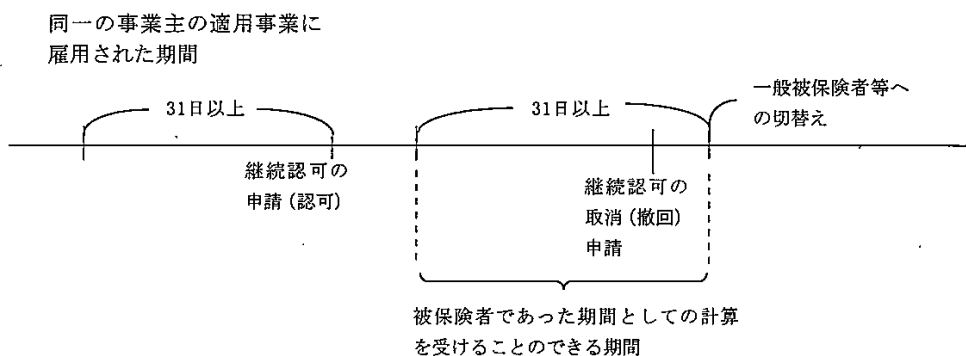 同一の事業主の適用事業に
雇用された期間
31日以上
31日以上
一般被保険者等へ
の切替え
継続認可の
申請(認可)
継続認可の
取消(撤回)
申請
被保険者であった期間としての計算
を受けることのできる期間